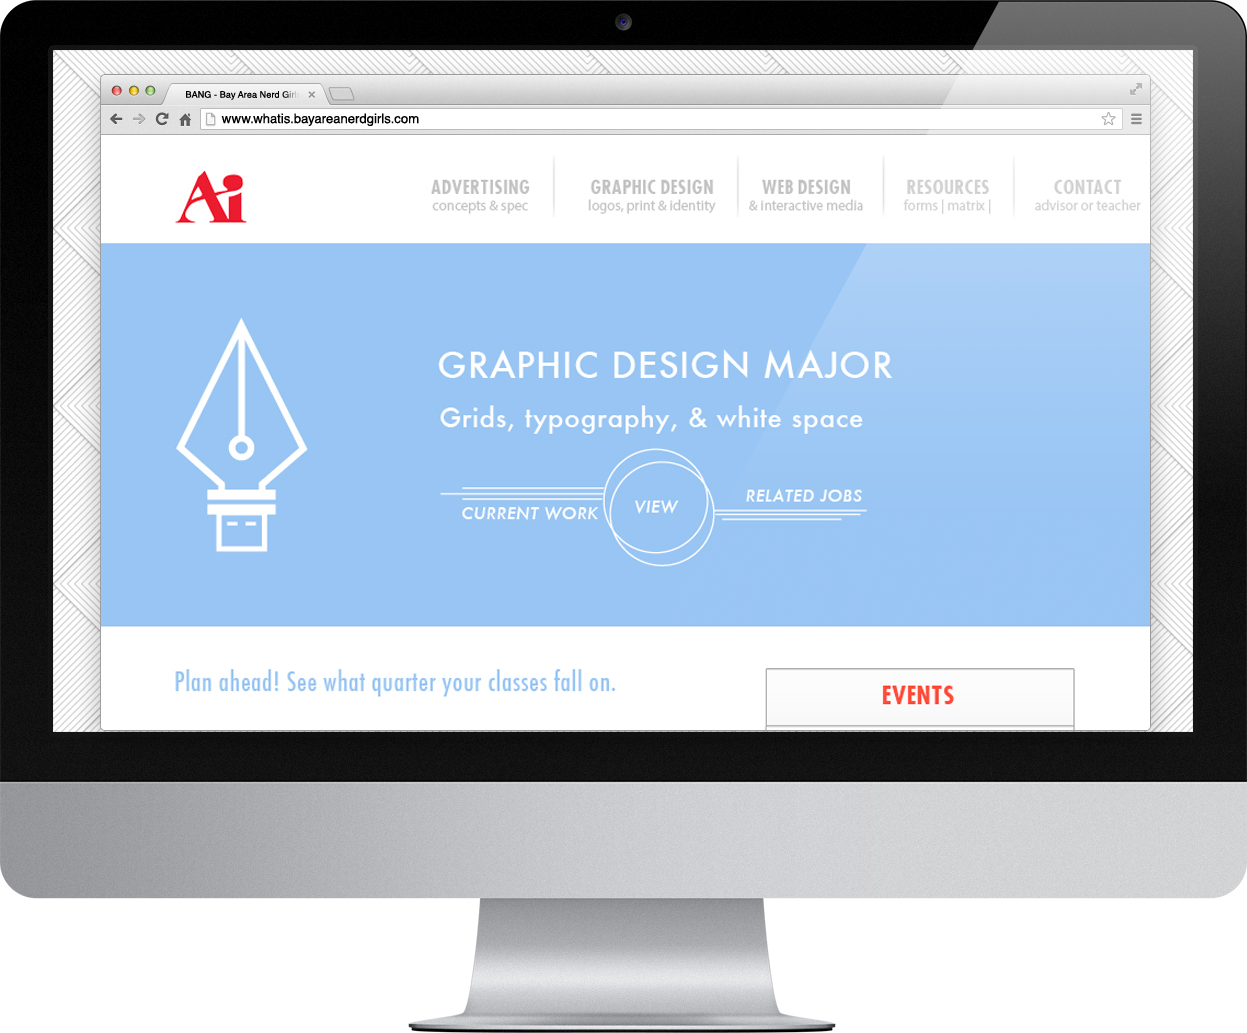 BANG - Bay Area Nerd Girl
www.whatis.bayareanerdgirls.com
Ai
ADVERTISING
concepts & spec
GRAPHIC DESIGN
logos, print & identity
WEB DESIGN
& interactive media
RESOURCES
forms | matrix |
CONTACT
advisor or teacher
GRAPHIC DESIGN MAJOR
Grids, typography, & white space
CURRENT WORK
VIEW
RELATED JOBS
Plan ahead! See what quarter your classes fall on.
EVENTS